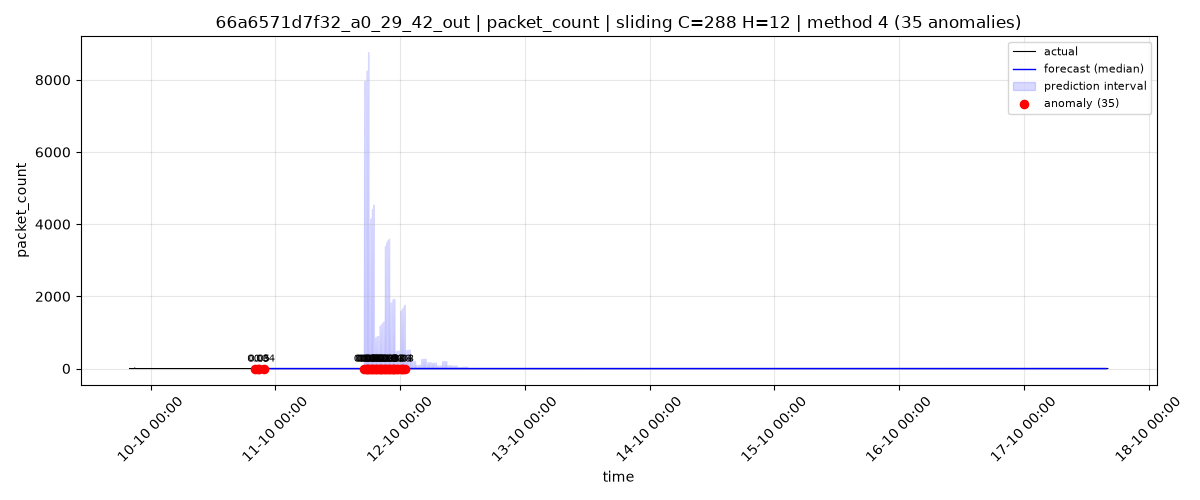 66a6571d7f32_a0_29_42_out | packet_count | sliding C=288 H=12 | method 4 (35 anomalies)
actual
forecast (median)
prediction interval
anomaly (35)
packet_count
8000
6000
4000
2000
0
10-10 00:00
11-10 00:00
12-10 00:00
13-10 00:00
14-10 00:00
15-10 00:00
16-10 00:00
17-10 00:00
18-10 00:00
time